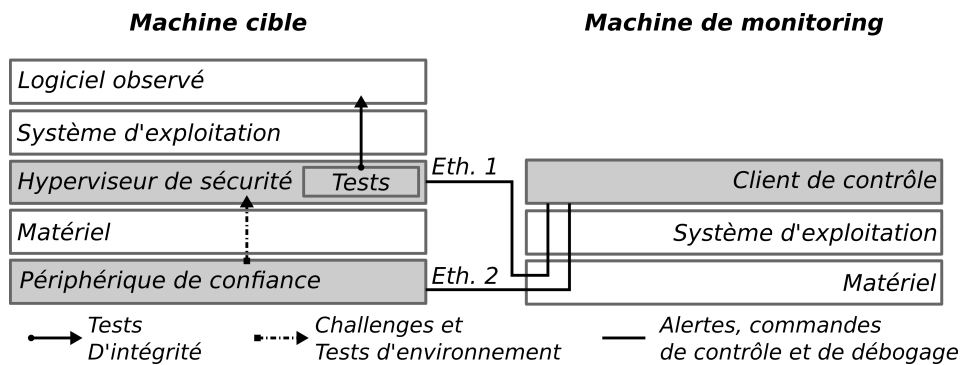 Machine cible
Machine de monitoring
Logiciel observé
Système d'exploitation
Hyperviseur de sécurité
Tests
Eth. 1
Client de contrôle
Matériel
Système d'exploitation
Périphérique de confiance
Eth. 2
Matériel
Tests
D'intégrité
Challenges et
Tests d'environnement
Alertes, commandes
de contrôle et de débogage